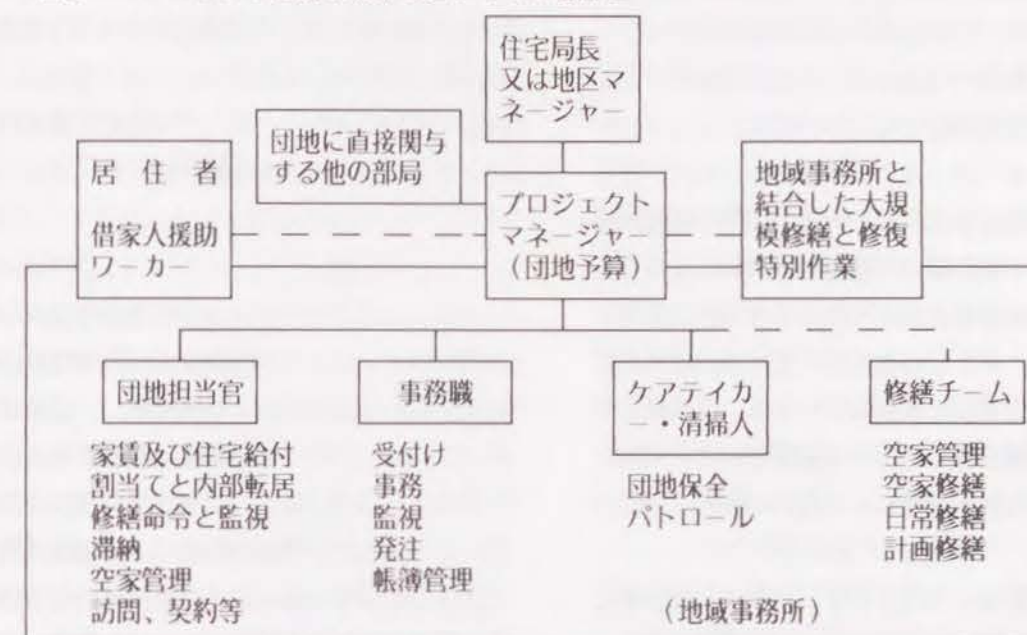 住宅局長
又は地区マ
ネージャー
団地に直接関与
する他の部局
居住者
借家人援助
ワーカー
プロジェクト
マネージャー
（団地予算）
地域事務所と
結合した大規
模修繕と修復
特別作業
団地担当官
家賃及び住宅給付
割当てと内部転居
修繕命令と監視
滞納
空家管理
訪問、契約等
事務職
受付け
事務
監視
発注
帳簿管理
ケアテイカ
ー・清掃人
団地保全
パトロール
修繕チーム
空家管理
空家修繕
日常修繕
計画修繕
（地域事務所）